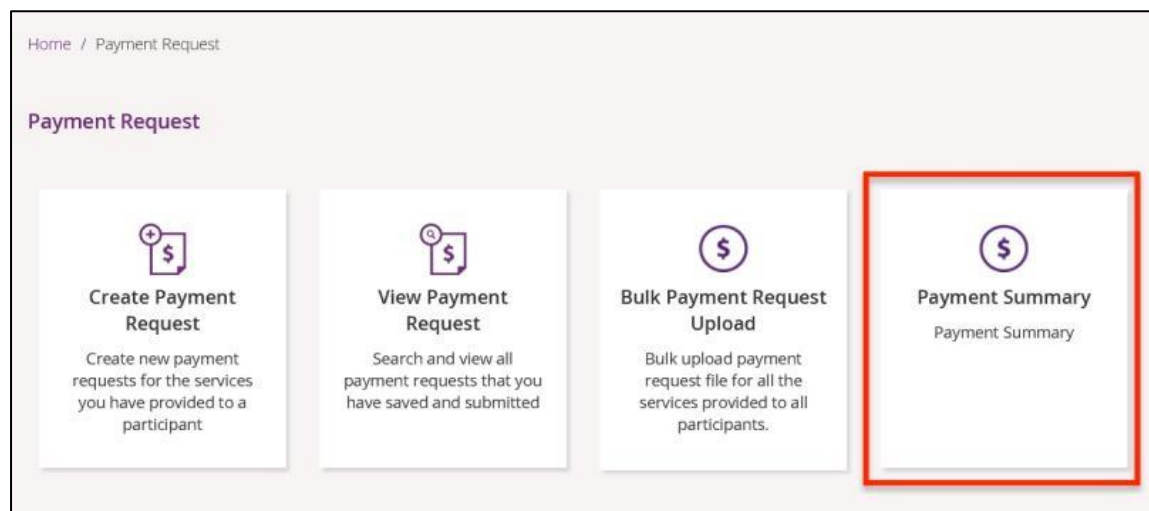 Home / Payment Request
Payment Request
Create Payment
Request
Create new payment
requests for the services
you have provided to a
participant
View Payment
Request
Search and view all
payment requests that you
have saved and submitted
Bulk Payment Request
Upload
Bulk upload payment
request file for all the
services provided to all
participants.
Payment Summary
Payment Summary